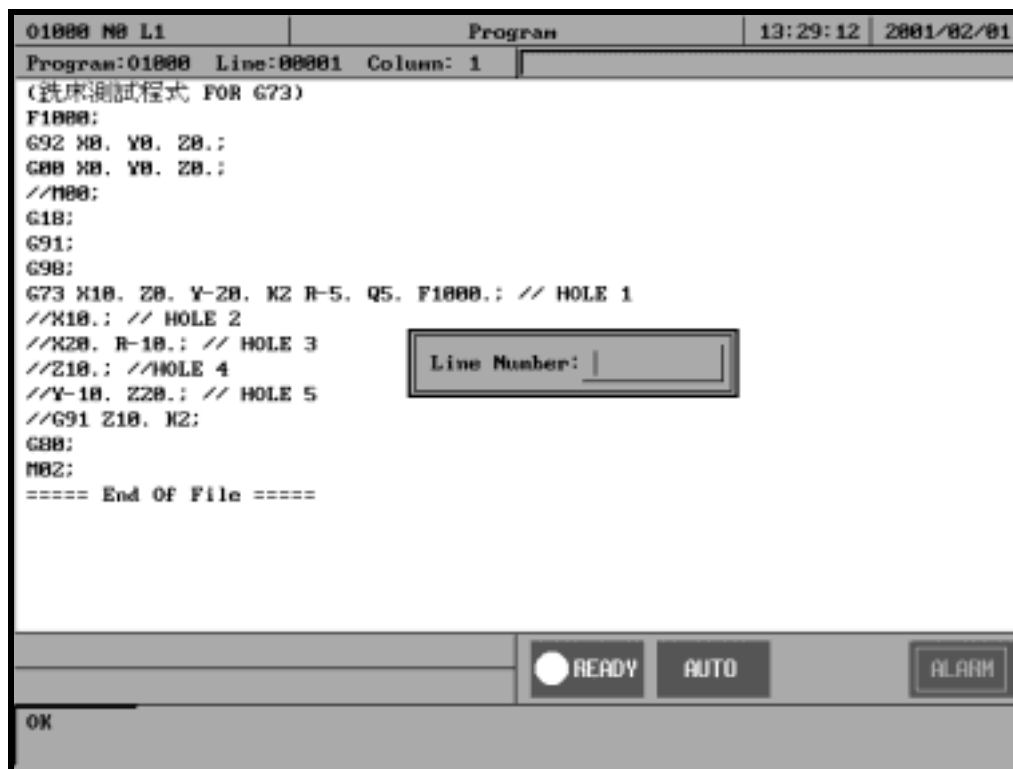 O1000 N0 L1 Program 13:29:12 2001/02/01
Program:O1000 Line:00001 Column: 1
(銑床測試程式 FOR G73)
F1000;
G92 X0. Y0. Z0.;
G00 X0. Y0. Z0.;
//M00;
G18;
G91;
G98;
G73 X10. Z0. Y-20. K2 R-5. Q5. F1000.; // HOLE 1
//X10.; // HOLE 2
//X20. R-10.; // HOLE 3
//Z10.; //HOLE 4
//Y-10. Z20.; // HOLE 5
//G91 Z10. K2;
G80;
M02;
===== End Of File =====
Line Number:
READY AUTO ALARM
OK